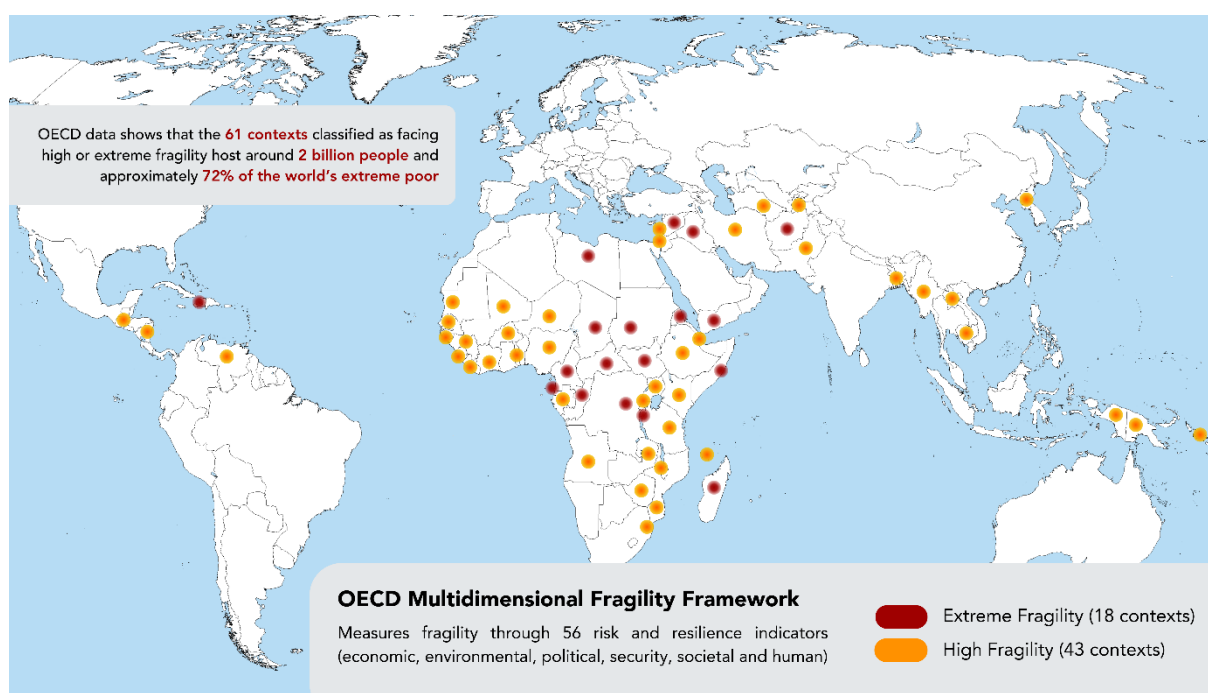 OECD data shows that the 61 contexts classified as facing
high or extreme fragility host around 2 billion people and
approximately 72% of the world's extreme poor
OECD Multidimensional Fragility Framework
Measures fragility through 56 risk and resilience indicators
(economic, environmental, political, security, societal and human)
Extreme Fragility (18 contexts)
High Fragility (43 contexts)